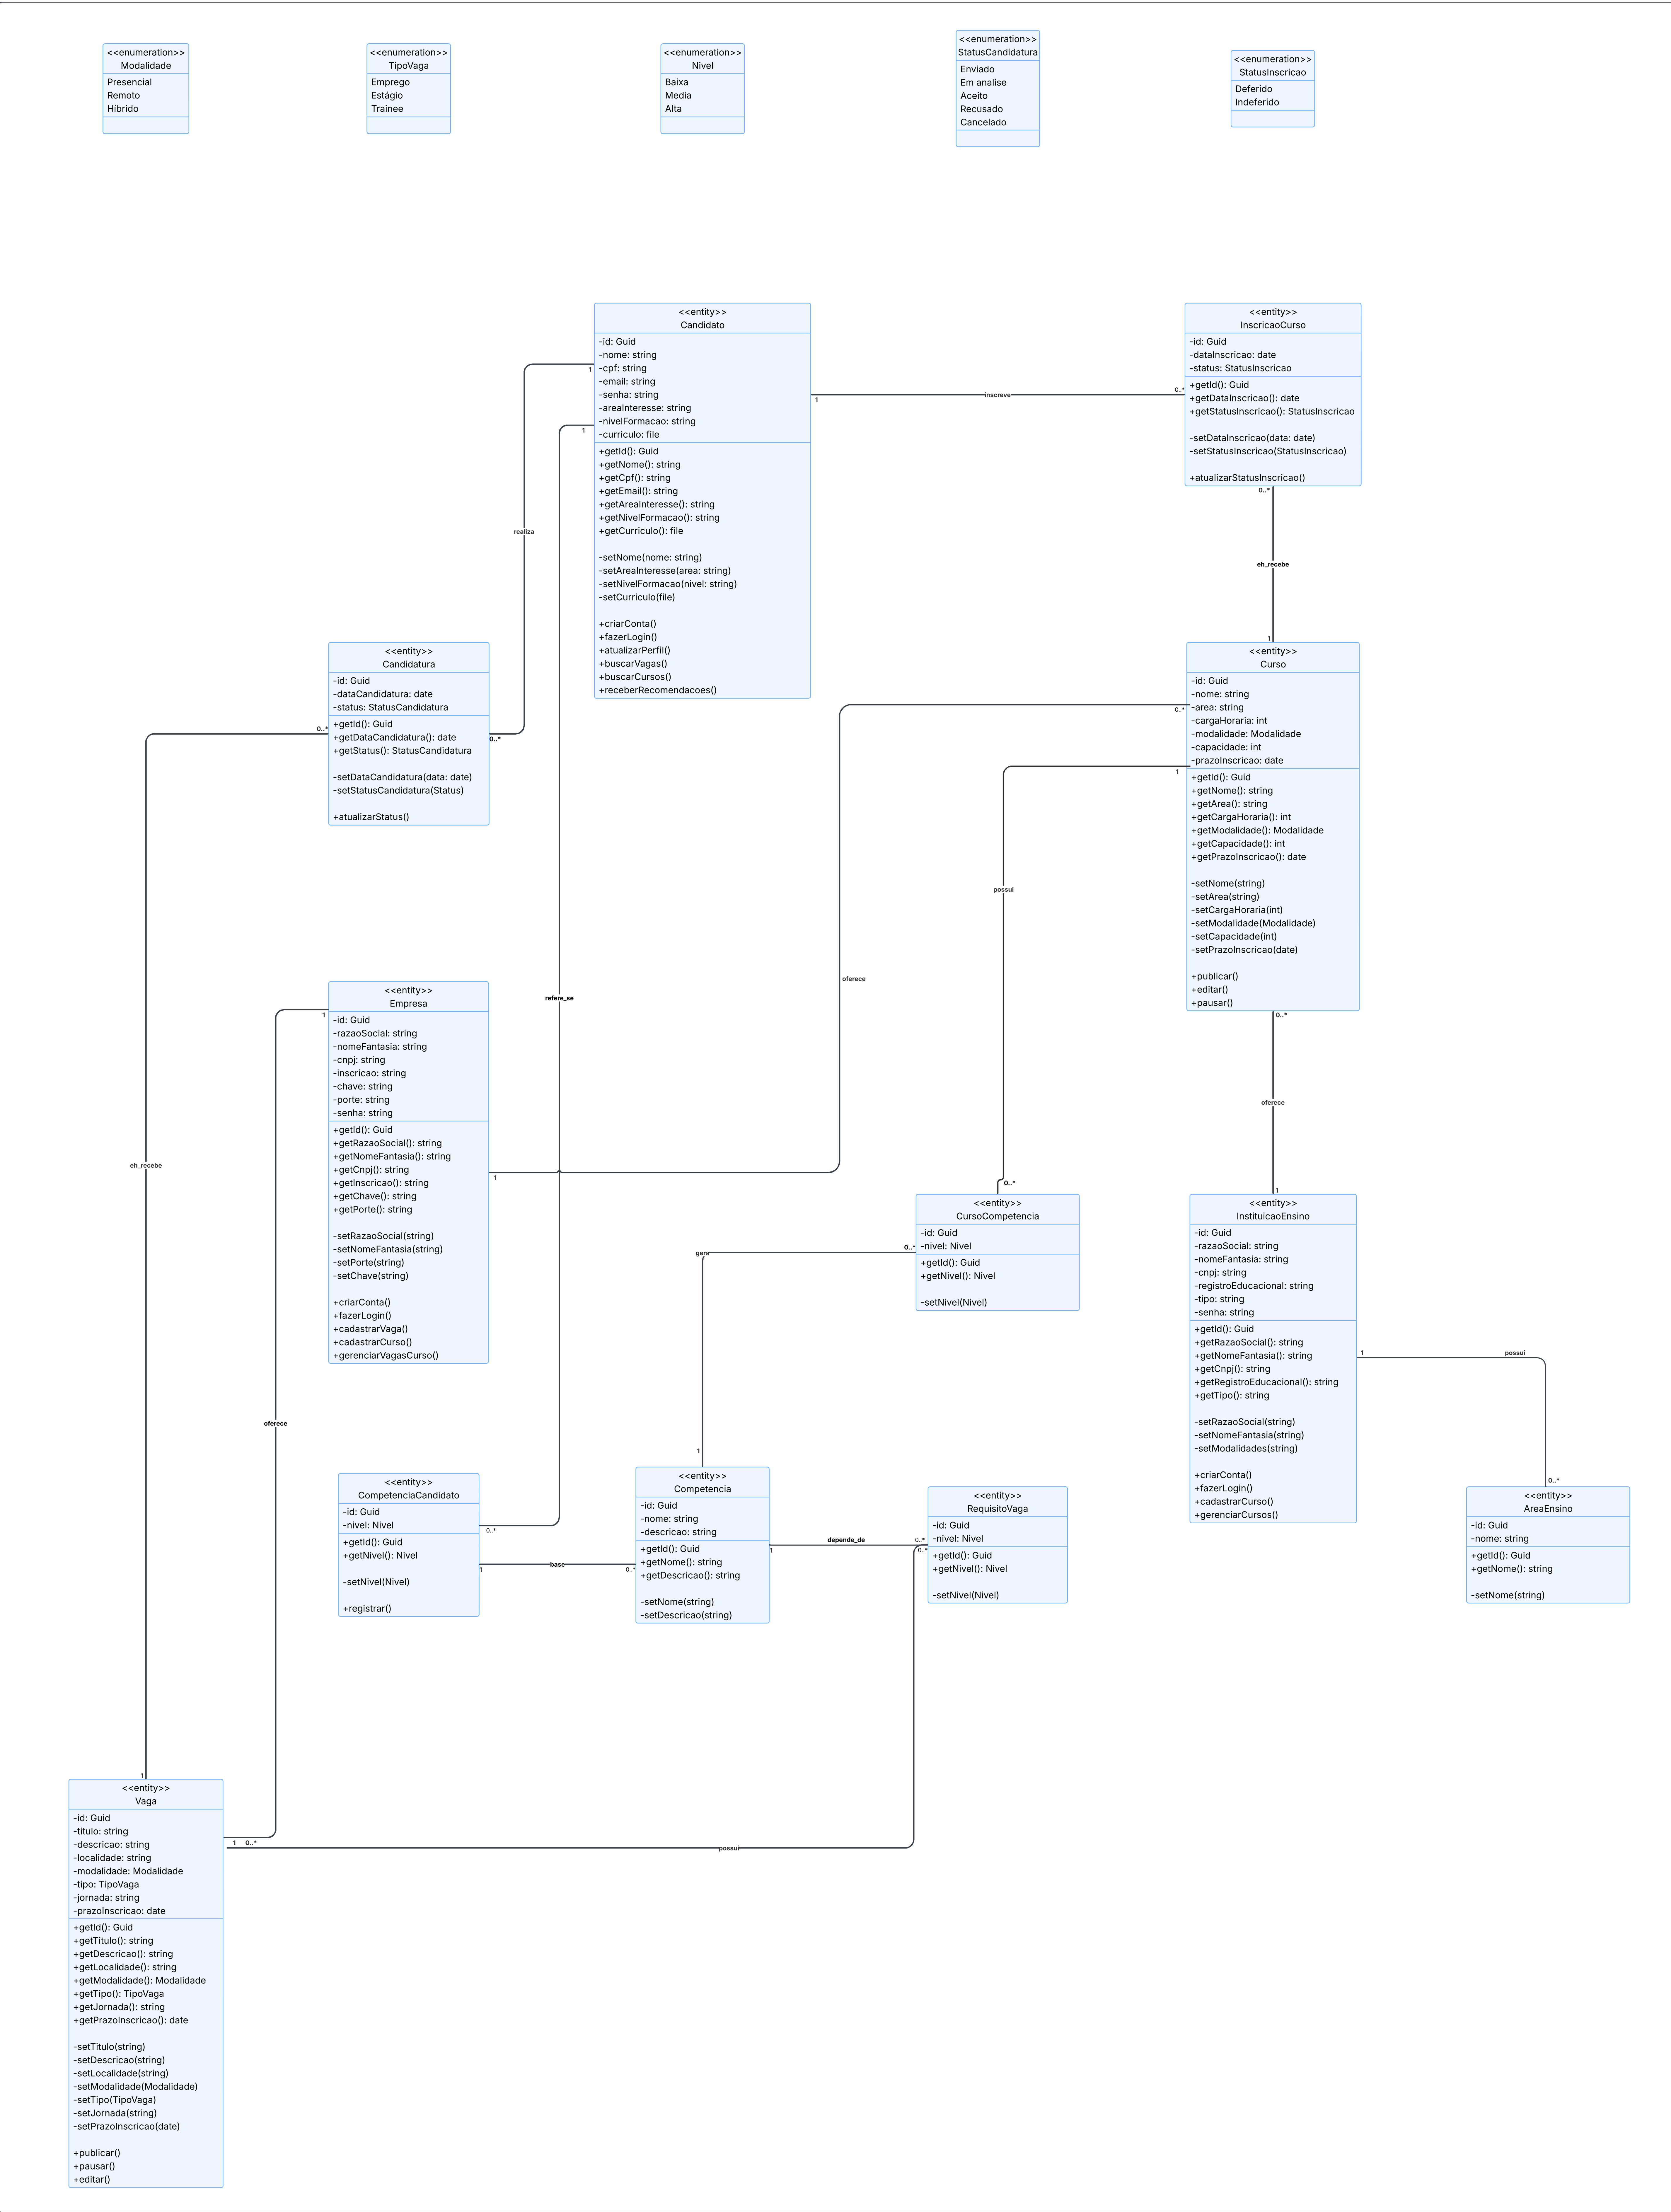 <<enumeration>>
Modalidade
Presencial
Remoto
Híbrido
<<enumeration>>
TipoVaga
Emprego
Estágio
Trainee
<<enumeration>>
Nivel
Baixa
Media
Alta
<<enumeration>>
StatusCandidatura
Enviado
Em analise
Aceito
Recusado
Cancelado
<<enumeration>>
StatusInscricao
Deferido
Indeferido
<<entity>>
Candidato
-id: Guid
-nome: string
-cpf: string
-email: string
-senha: string
-areaInteresse: string
-nivelFormacao: string
-curriculo: file
+getId(): Guid
+getNome(): string
+getCpf(): string
+getEmail(): string
+getAreaInteresse(): string
+getNivelFormacao(): string
+getCurriculo(): file
-setNome(nome: string)
-setAreaInteresse(area: string)
-setNivelFormacao(nivel: string)
-setCurriculo(file)
+criarConta()
+fazerLogin()
+atualizarPerfil()
+buscarVagas()
+buscarCursos()
+receberRecomendacoes()
1
1
1
inscreve
0..*
<<entity>>
InscricaoCurso
-id: Guid
-dataInscricao: date
-status: StatusInscricao
+getId(): Guid
+getDataInscricao(): date
+getStatusInscricao(): StatusInscricao
-setDataInscricao(data: date)
-setStatusInscricao(StatusInscricao)
+atualizarStatusInscricao()
0..*
eh_recebe
1
realiza
<<entity>>
Candidatura
-id: Guid
-dataCandidatura: date
-status: StatusCandidatura
+getId(): Guid
+getDataCandidatura(): date
+getStatus(): StatusCandidatura
-setDataCandidatura(data: date)
-setStatusCandidatura(Status)
+atualizarStatus()
0..*
0..*
<<entity>>
Curso
-id: Guid
-nome: string
-area: string
-cargaHoraria: int
-modalidade: Modalidade
-capacidade: int
-prazoInscricao: date
+getId(): Guid
+getNome(): string
+getArea(): string
+getCargaHoraria(): int
+getModalidade(): Modalidade
+getCapacidade(): int
+getPrazoInscricao(): date
-setNome(string)
-setArea(string)
-setCargaHoraria(int)
-setModalidade(Modalidade)
-setCapacidade(int)
-setPrazoInscricao(date)
+publicar()
+editar()
+pausar()
0..*
1
0..*
possui
oferece
refere_se
oferece
eh_recebe
<<entity>>
Empresa
-id: Guid
-razaoSocial: string
-nomeFantasia: string
-cnpj: string
-inscricao: string
-chave: string
-porte: string
-senha: string
+getId(): Guid
+getRazaoSocial(): string
+getNomeFantasia(): string
+getCnpj(): string
+getInscricao(): string
+getChave(): string
+getPorte(): string
-setRazaoSocial(string)
-setNomeFantasia(string)
-setPorte(string)
-setChave(string)
+criarConta()
+fazerLogin()
+cadastrarVaga()
+cadastrarCurso()
+gerenciarVagasCurso()
1
1
0..*
<<entity>>
CursoCompetencia
-id: Guid
-nivel: Nivel
+getId(): Guid
+getNivel(): Nivel
-setNivel(Nivel)
0..*
gera
1
1
<<entity>>
InstituicaoEnsino
-id: Guid
-razaoSocial: string
-nomeFantasia: string
-cnpj: string
-registroEducacional: string
-tipo: string
-senha: string
+getId(): Guid
+getRazaoSocial(): string
+getNomeFantasia(): string
+getCnpj(): string
+getRegistroEducacional(): string
+getTipo(): string
-setRazaoSocial(string)
-setNomeFantasia(string)
-setModalidades(string)
+criarConta()
+fazerLogin()
+cadastrarCurso()
+gerenciarCursos()
1
possui
0..*
oferece
<<entity>>
CompetenciaCandidato
-id: Guid
-nivel: Nivel
+getId(): Guid
+getNivel(): Nivel
-setNivel(Nivel)
+registrar()
0..*
1
base
0..*
<<entity>>
Competencia
-id: Guid
-nome: string
-descricao: string
+getId(): Guid
+getNome(): string
+getDescricao(): string
-setNome(string)
-setDescricao(string)
1
depende_de
0..*
0..*
<<entity>>
RequisitoVaga
-id: Guid
-nivel: Nivel
+getId(): Guid
+getNivel(): Nivel
-setNivel(Nivel)
<<entity>>
AreaEnsino
-id: Guid
-nome: string
+getId(): Guid
+getNome(): string
-setNome(string)
1
<<entity>>
Vaga
-id: Guid
-titulo: string
-descricao: string
-localidade: string
-modalidade: Modalidade
-tipo: TipoVaga
-jornada: string
-prazoInscricao: date
+getId(): Guid
+getTitulo(): string
+getDescricao(): string
+getLocalidade(): string
+getModalidade(): Modalidade
+getTipo(): TipoVaga
+getJornada(): string
+getPrazoInscricao(): date
-setTitulo(string)
-setDescricao(string)
-setLocalidade(string)
-setModalidade(Modalidade)
-setTipo(TipoVaga)
-setJornada(string)
-setPrazoInscricao(date)
+publicar()
+pausar()
+editar()
1
0..*
possui